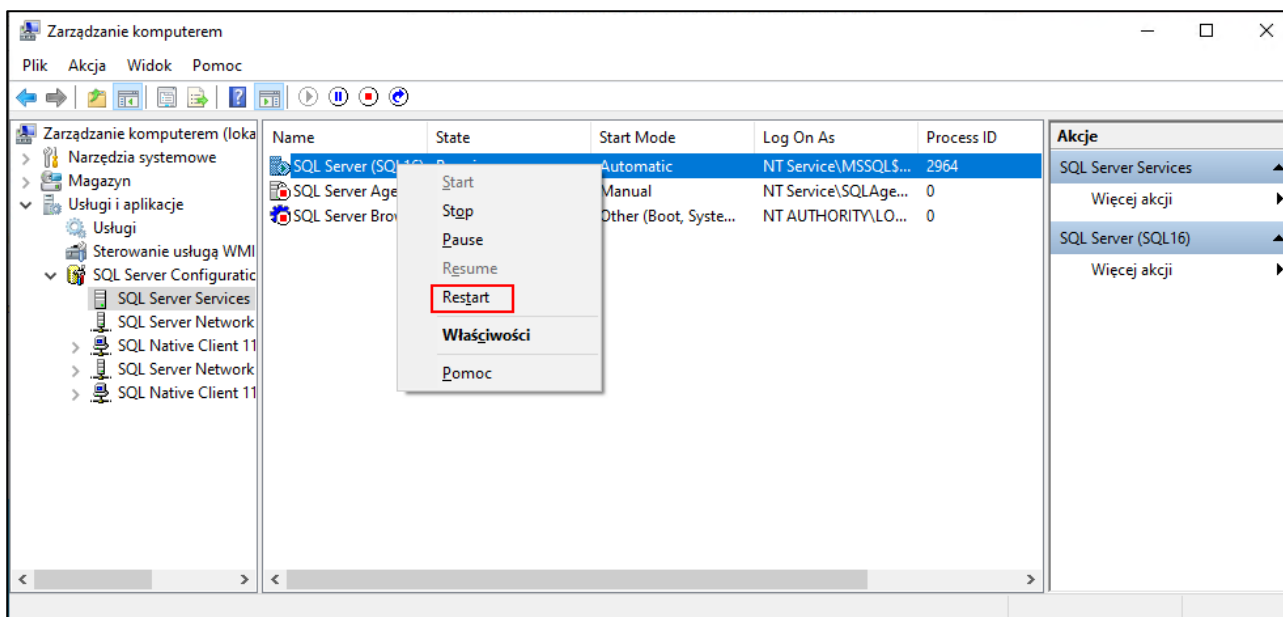 Zarządzanie komputerem
Plik Akcja Widok Pomoc
Zarządzanie komputerem (loka
Narzędzia systemowe
Magazyn
Usługi i aplikacje
Usługi
Sterowanie usługą WMI
SQL Server Configuratic
SQL Server Services
SQL Server Network
SQL Native Client 11
SQL Server Network
SQL Native Client 11
Name State Start Mode Log On As Process ID
SQL Server (SQL16) Automatic NT Service\MSSQL$... 2964
SQL Server Age Manual NT Service\SQLAge... 0
SQL Server Brov Other (Boot, Syste... NT AUTHORITY\LO... 0
Start
Stop
Pause
Resume
Restart
Właściwości
Pomoc
Akcje
SQL Server Services
Więcej akcji
SQL Server (SQL16)
Więcej akcji